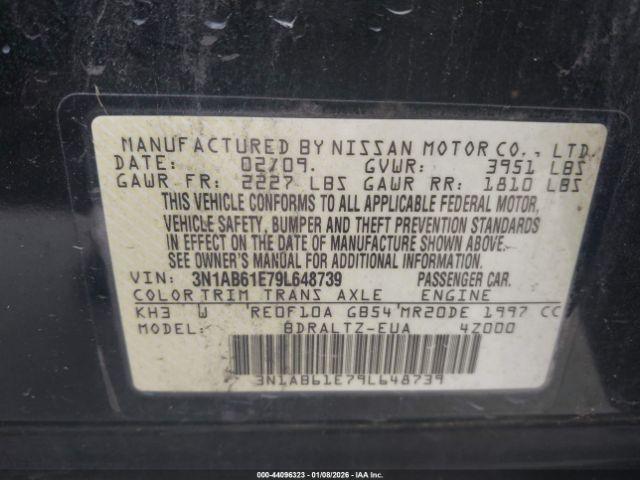 MANUFACTURED BY NISSAN MOTOR CO., LTD.
DATE: 02/09. GVWR: 3951 LBS
GAWR FR: 2227 LBS GAWR RR: 1810 LBS
THIS VEHICLE CONFORMS TO ALL APPLICABLE FEDERAL MOTOR,
VEHICLE SAFETY, BUMPER AND THEFT PREVENTION STANDARDS
IN EFFECT ON THE DATE OF MANUFACTURE SHOWN ABOVE.
SEE OWNER'S MANUAL FOR ADDITIONAL INFORMATION.
VIN: 3N1AB61E79L648739 PASSENGER CAR.
COLOR TRIM TRANS AXLE ENGINE
KH3 W RE0F10A GB54 MR20DE 1997 CC
MODEL: BDRALTZ-EUA 4Z000
3N1AB61E79L648739
000-44096323 - 01/08/2026 - IAA Inc.